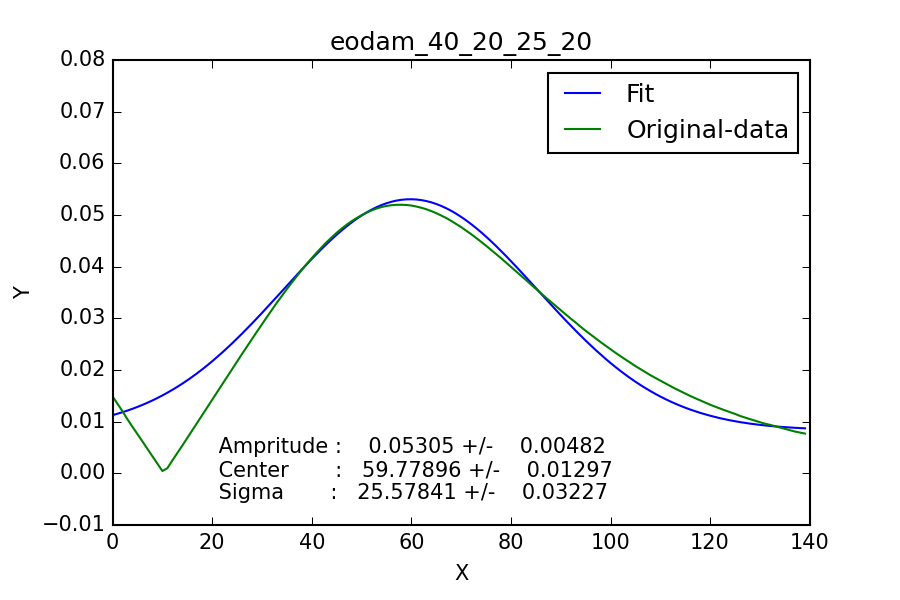 eodam_40_20_25_20
0.08
0.07
0.06
0.05
0.04
0.03
0.02
0.01
0.00
−0.01
Y
Fit
Original-data
Ampritude : 0.05305 +/- 0.00482
Center : 59.77896 +/- 0.01297
Sigma : 25.57841 +/- 0.03227
0 20 40 60 80 100 120 140
X